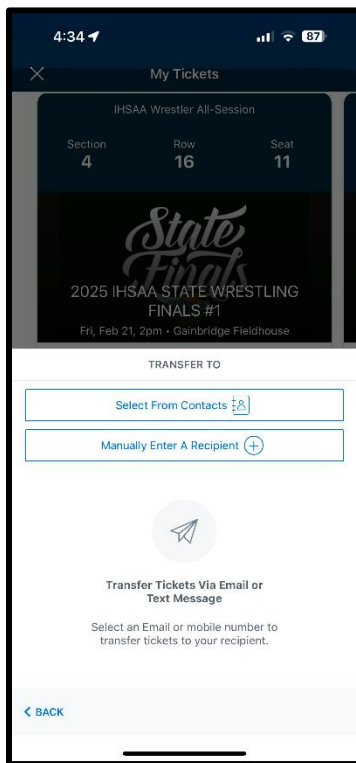 4:34 87
My Tickets
IHSAA Wrestler All-Session
Section Row Seat
4 16 11
State
Finals
2025 IHSAA STATE WRESTLING
FINALS #1
Fri, Feb 21, 2pm • Gainbridge Fieldhouse
TRANSFER TO
Select From Contacts
Manually Enter A Recipient
Transfer Tickets Via Email or
Text Message
Select an Email or mobile number to
transfer tickets to your recipient.
BACK